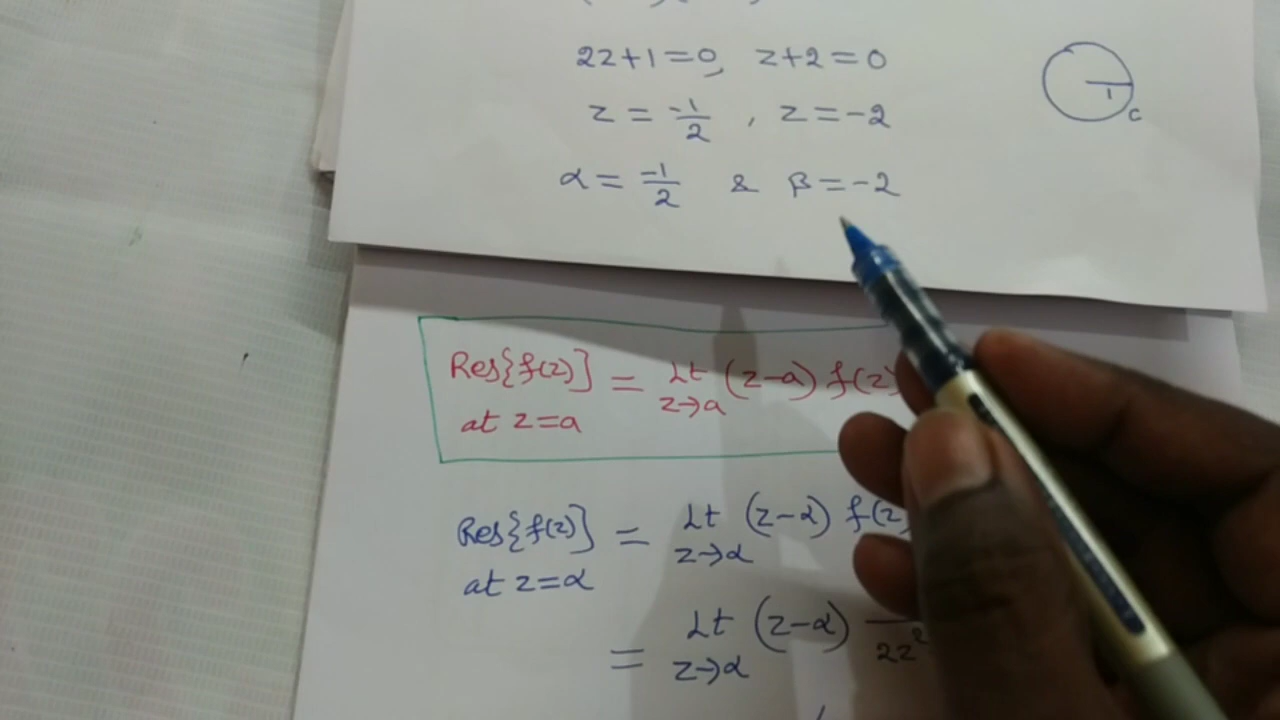 2z+1=0, z+2=0
z = -1/2, z=-2
1
C
α = -1/2 & β=-2
Res{f(z)} = Lt (z-a) f(z)
at z=a z→a
Res{f(z)} = Lt (z-α) f(z)
at z=α z→α
= Lt (z-α)
z→α 2z²